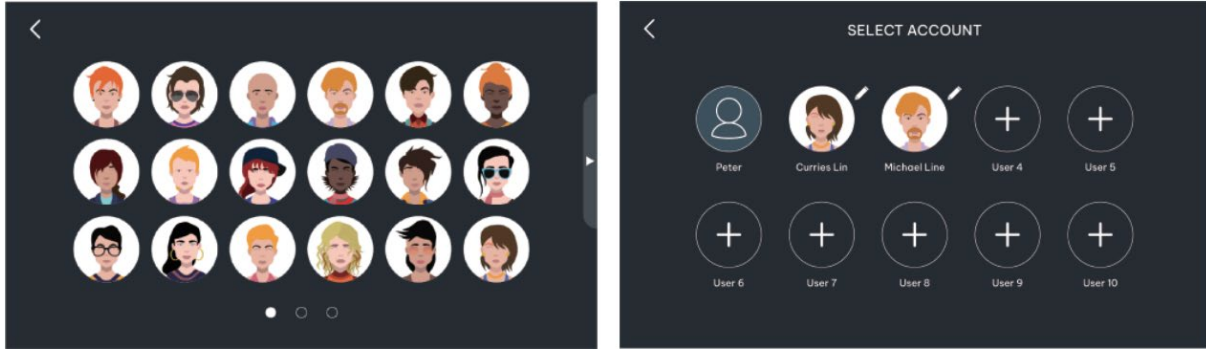 SELECT ACCOUNT
Peter Curries Lin Michael Line User 4 User 5
User 6 User 7 User 8 User 9 User 10